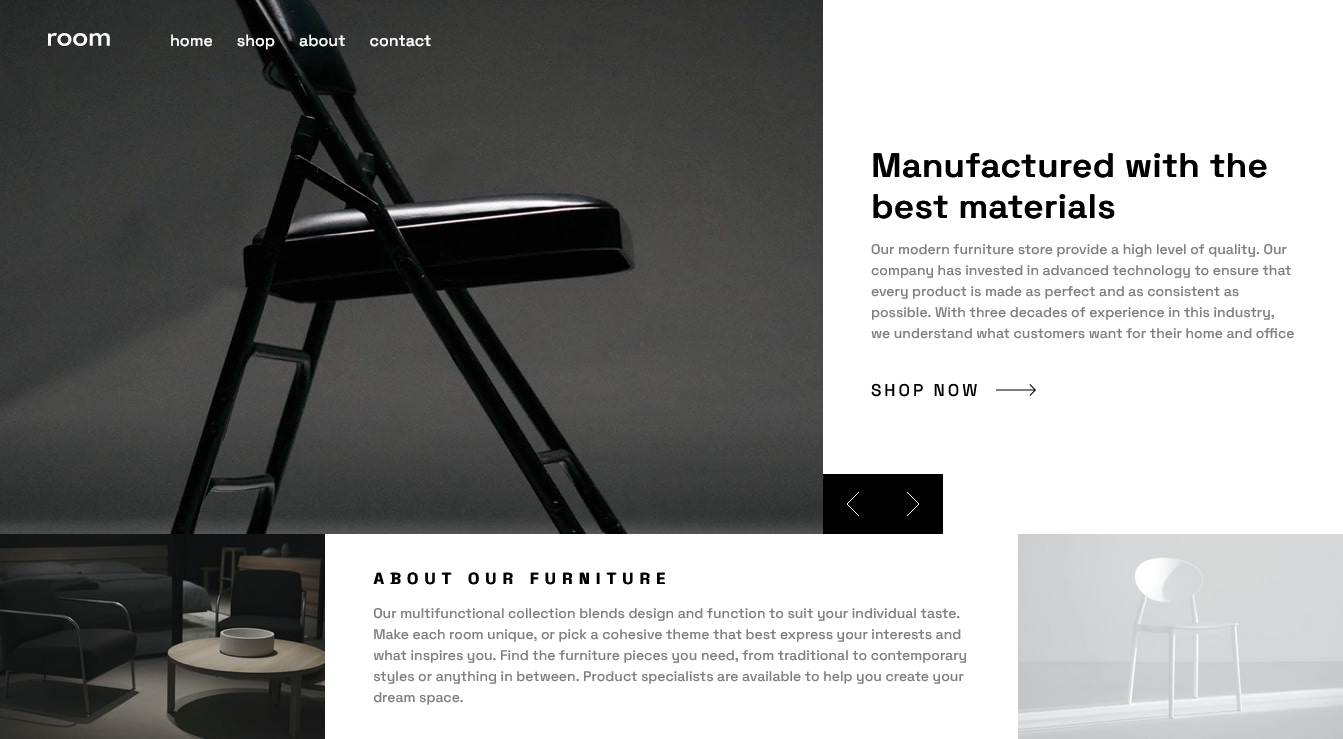 room
home shop about contact
Manufactured with the
best materials
Our modern furniture store provide a high level of quality. Our
company has invested in advanced technology to ensure that
every product is made as perfect and as consistent as
possible. With three decades of experience in this industry,
we understand what customers want for their home and office
SHOP NOW
ABOUT OUR FURNITURE
Our multifunctional collection blends design and function to suit your individual taste.
Make each room unique, or pick a cohesive theme that best express your interests and
what inspires you. Find the furniture pieces you need, from traditional to contemporary
styles or anything in between. Product specialists are available to help you create your
dream space.